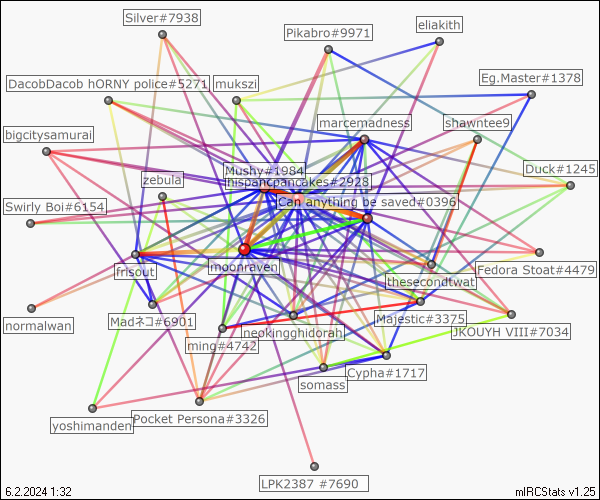 Silver#7938
Pikabro#9971
eliakith
DacobDacob hORNY police#5271
mukszi
Eg.Master#1378
bigcitysamurai
marcemadness
shawntee9
zebula
Mushy#1984
hispancpancakes#2928
Duck#1245
Swirly Boi#6154
Can anything be saved#0396
frisout
moonraven
thesecondtwat
Fedora Stoat#4479
normalwan
Madネコ#6901
ming#4742
neokingghidorah
Majestic#3375
JKOUYH VIII#7034
somass
Cypha#1717
yoshimanden
Pocket Persona#3326
LPK2387 #7690
6.2.2024 1:32
mIRCStats v1.25